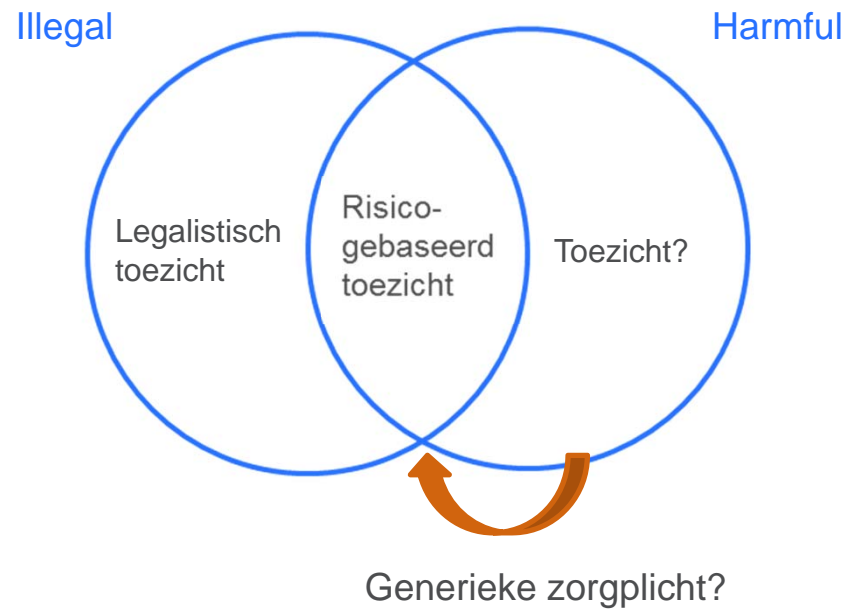 Illegal
Harmful
Legalistisch
toezicht
Risico-
gebaseerd
toezicht
Toezicht?
Generieke zorgplicht?